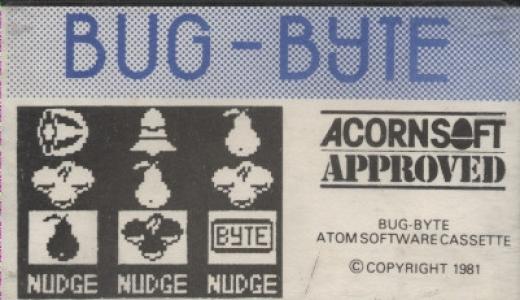 BUG-BYTE
BYTE
NUDGE NUDGE NUDGE
ACORNSOFT
APPROVED
BUG-BYTE
ATOM SOFTWARE CASSETTE
© COPYRIGHT 1981